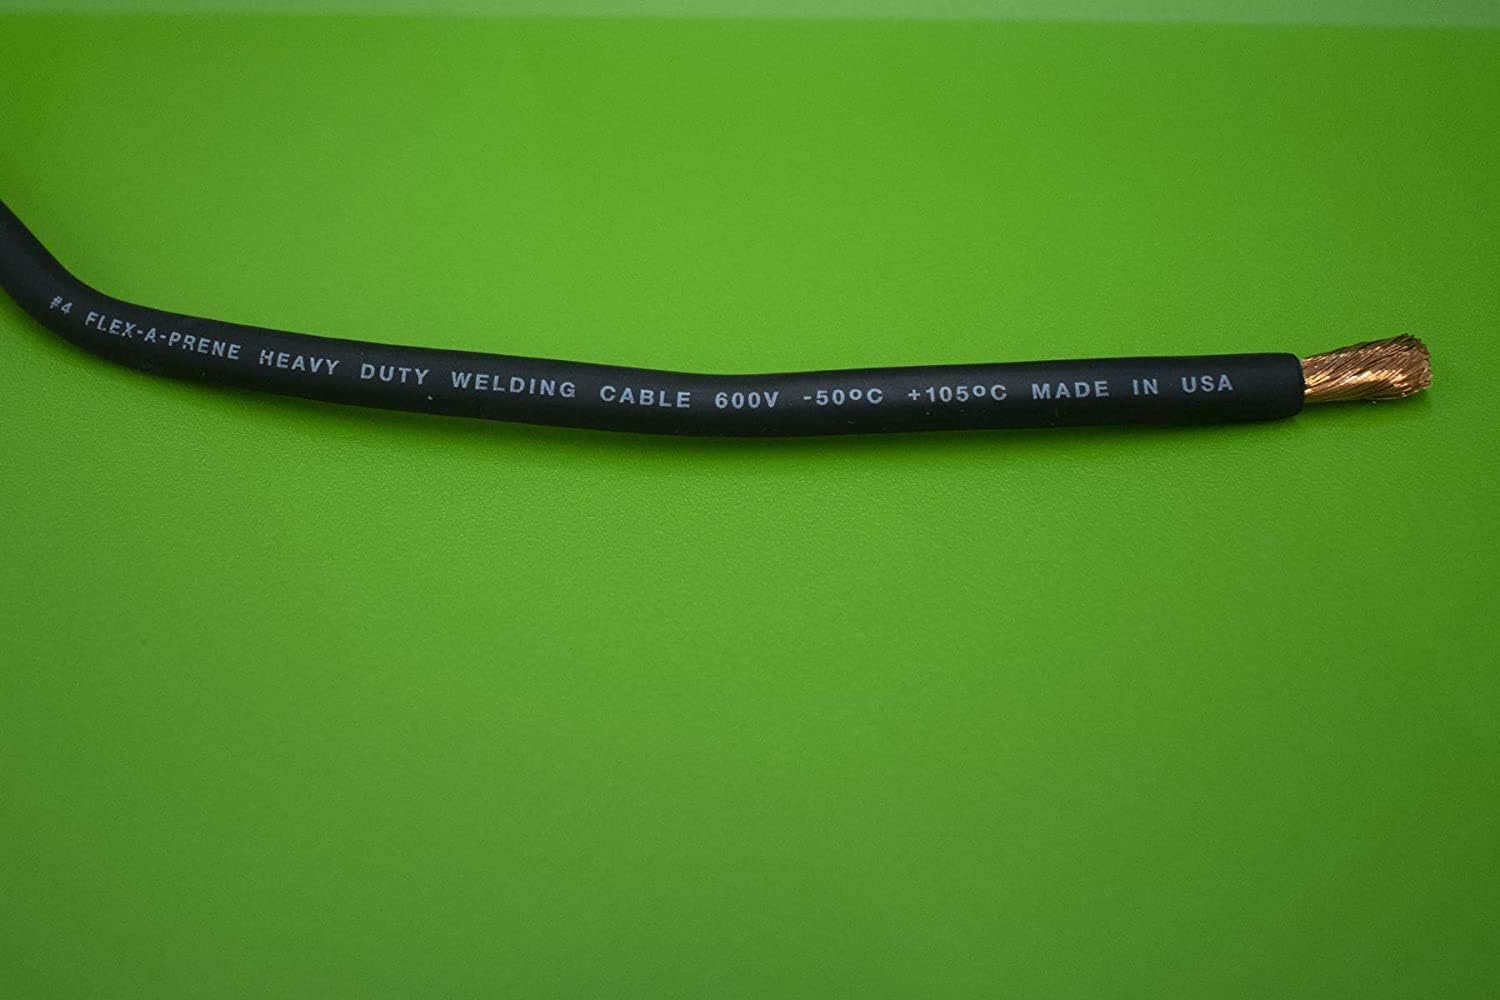 #4 FLEX-A-PRENE HEAVY DUTY WELDING CABLE 600V -50ºC +105ºC MADE IN USA